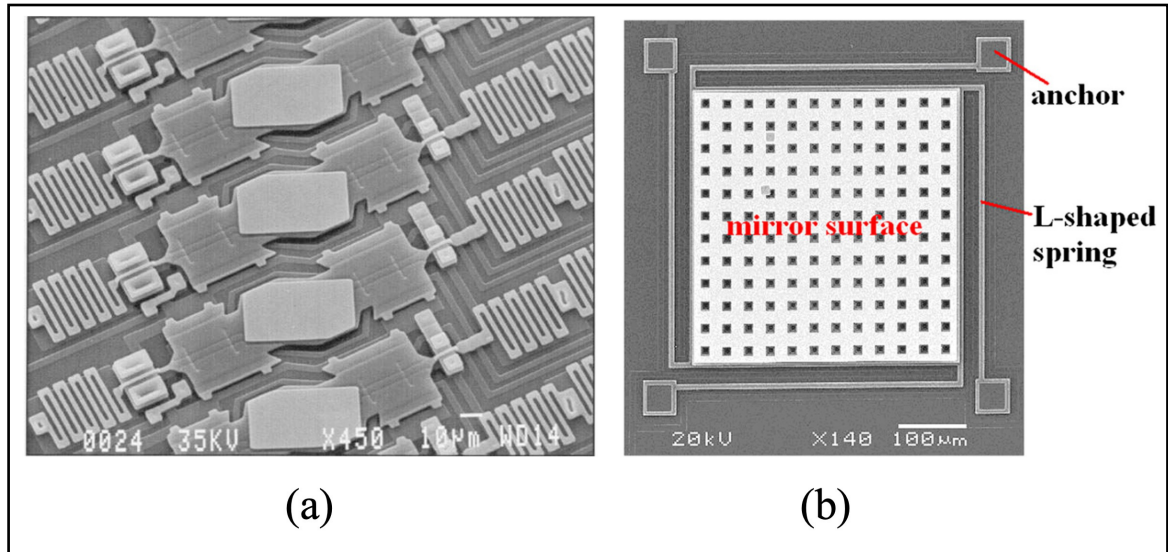 0024 35KV X450 10μm WD14
anchor
L-shaped
spring
mirror surface
20kV X140 100μm
(a)
(b)